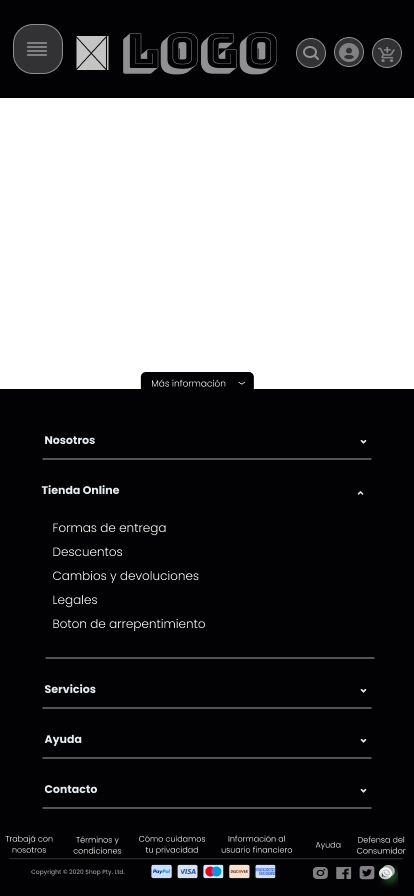 LOGO
Más información
Nosotros
Tienda Online
Formas de entrega
Descuentos
Cambios y devoluciones
Legales
Boton de arrepentimiento
Servicios
Ayuda
Contacto
Trabajá con
nosotros
Términos y
condiciones
Cómo cuidamos
tu privacidad
Información al
usuario financiero
Ayuda
Defensa del
Consumidor
Copyright © 2020 Shop Pty. Ltd.
PayPal
VISA
DISCOVER